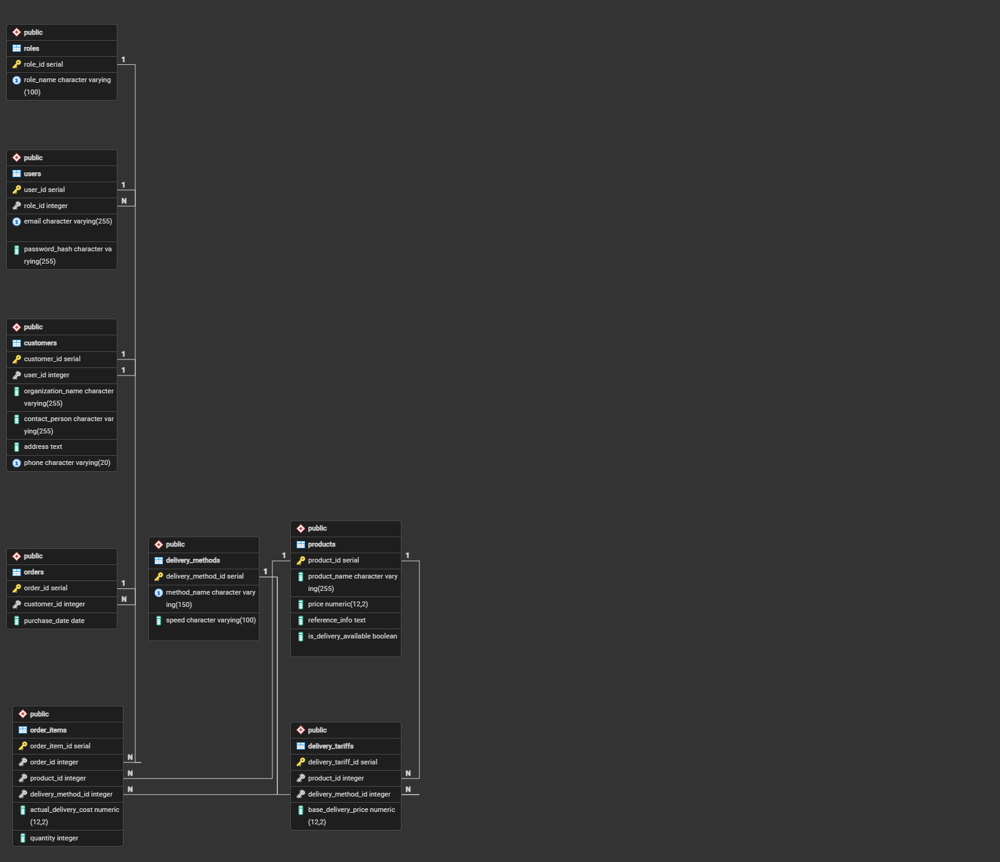 public
roles
role_id serial
1
role_name character varying
(100)
public
users
user_id serial
1
role_id integer
N
email character varying(255)
password_hash character va
rying(255)
public
customers
customer_id serial
1
user_id integer
1
organization_name character
varying(255)
contact_person character var
ying(255)
address text
phone character varying(20)
public
orders
order_id serial
1
customer_id integer
N
purchase_date date
public
delivery_methods
delivery_method_id serial
1
method_name character vary
ing(150)
speed character varying(100)
public
products
1
product_id serial
1
product_name character vary
ing(255)
price numeric(12,2)
reference_info text
is_delivery_available boolean
public
order_items
order_item_id serial
order_id integer
N
product_id integer
N
delivery_method_id integer
N
actual_delivery_cost numeric
(12,2)
quantity integer
public
delivery_tariffs
delivery_tariff_id serial
product_id integer
N
delivery_method_id integer
N
base_delivery_price numeric
(12,2)